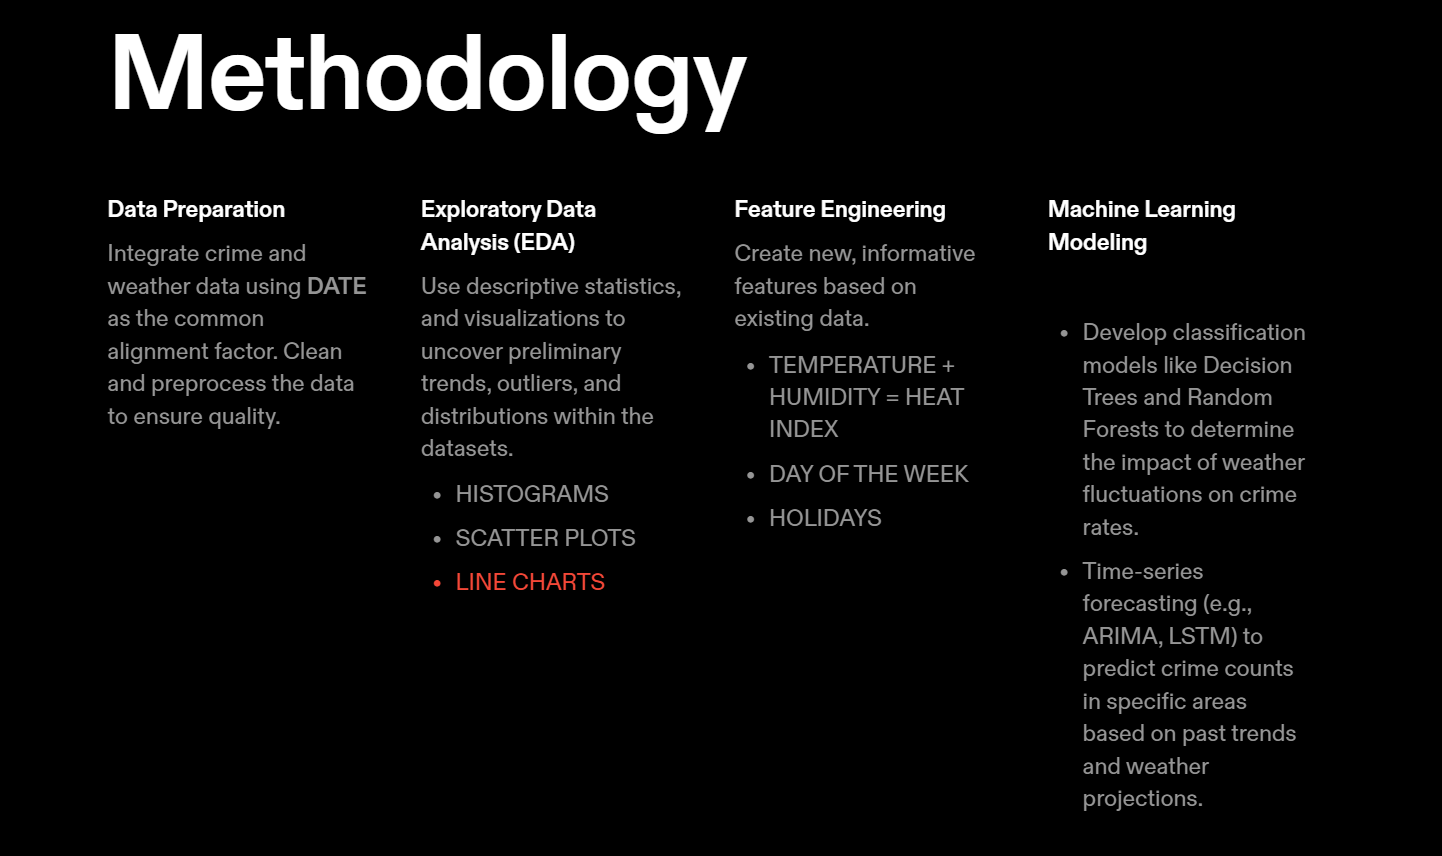 Methodology
Data Preparation
Integrate crime and
weather data using DATE
as the common
alignment factor. Clean
and preprocess the data
to ensure quality.
Exploratory Data
Analysis (EDA)
Use descriptive statistics,
and visualizations to
uncover preliminary
trends, outliers, and
distributions within the
datasets.
• HISTOGRAMS
• SCATTER PLOTS
• LINE CHARTS
Feature Engineering
Create new, informative
features based on
existing data.
• TEMPERATURE +
HUMIDITY = HEAT
INDEX
• DAY OF THE WEEK
• HOLIDAYS
Machine Learning
Modeling
• Develop classification
models like Decision
Trees and Random
Forests to determine
the impact of weather
fluctuations on crime
rates.
• Time-series
forecasting (e.g.,
ARIMA, LSTM) to
predict crime counts
in specific areas
based on past trends
and weather
projections.